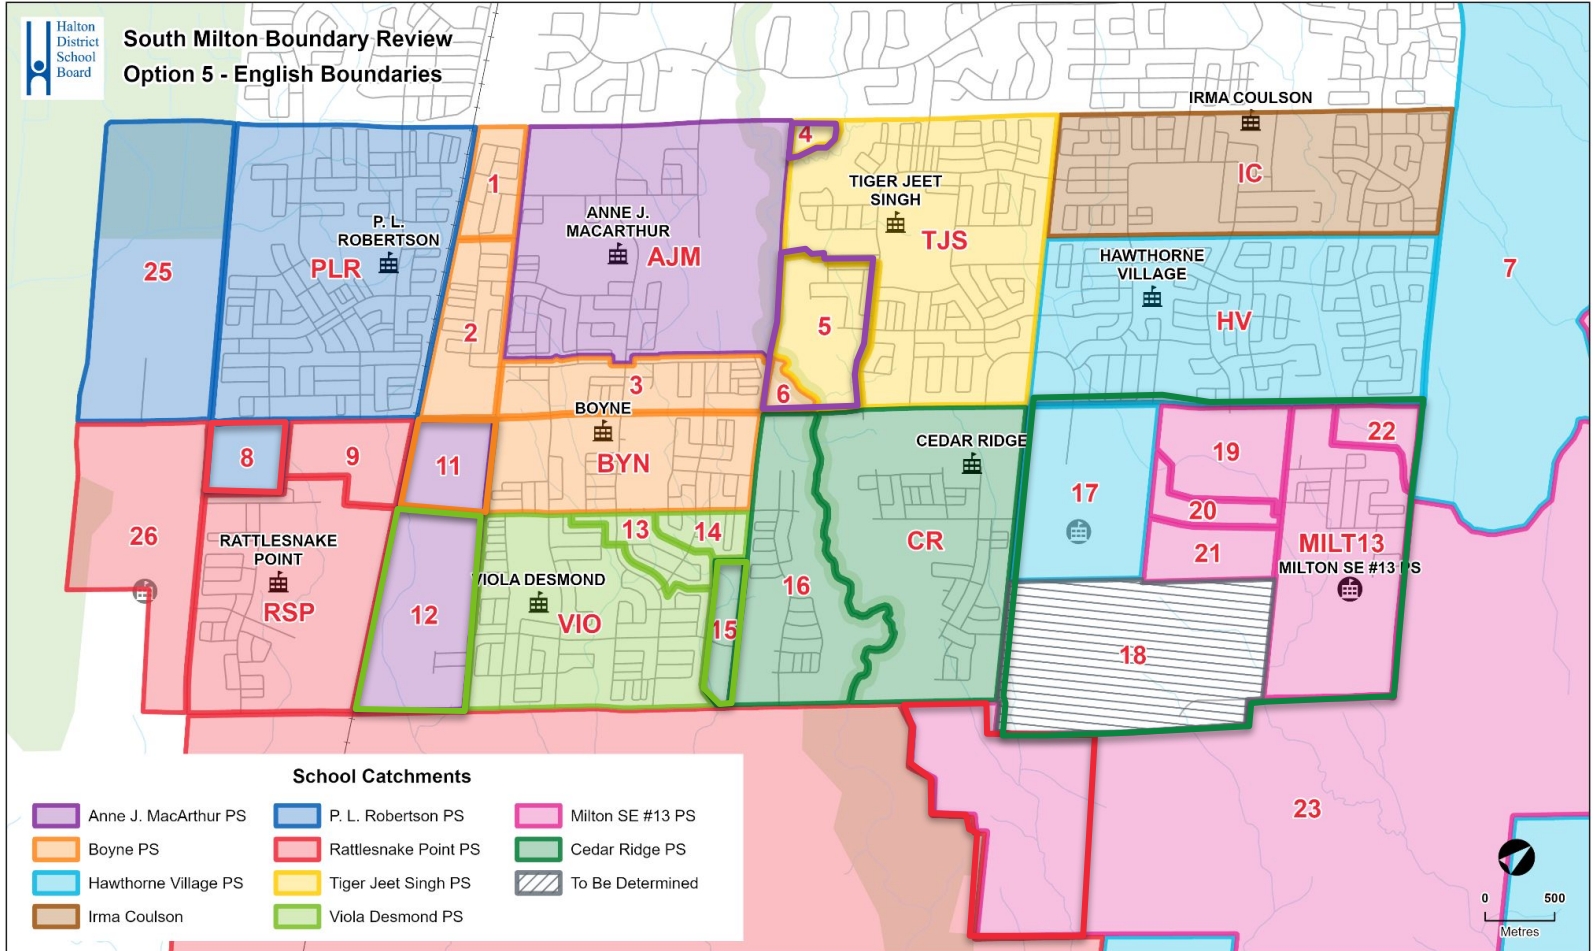 Halton
District
School
Board
South Milton Boundary Review
Option 5 - English Boundaries
IRMA COULSON
4
1
IC
TIGER JEET
SINGH
ANNE J.
MACARTHUR
P. L.
ROBERTSON
TJS
AJM
HAWTHORNE
VILLAGE
7
25
PLR
HV
5
2
3
6
BOYNE
22
CEDAR RIDGE
19
8
9
11
BYN
17
20
13
14
26
RATTLESNAKE
POINT
CR
MILT13
21
MILTON SE #13 PS
VIOLA DESMOND
16
RSP
12
VIO
15
18
23
School Catchments
Anne J. MacArthur PS
Boyne PS
Hawthorne Village PS
Irma Coulson
P. L. Robertson PS
Rattlesnake Point PS
Tiger Jeet Singh PS
Viola Desmond PS
Milton SE #13 PS
Cedar Ridge PS
To Be Determined
0 500
Metres